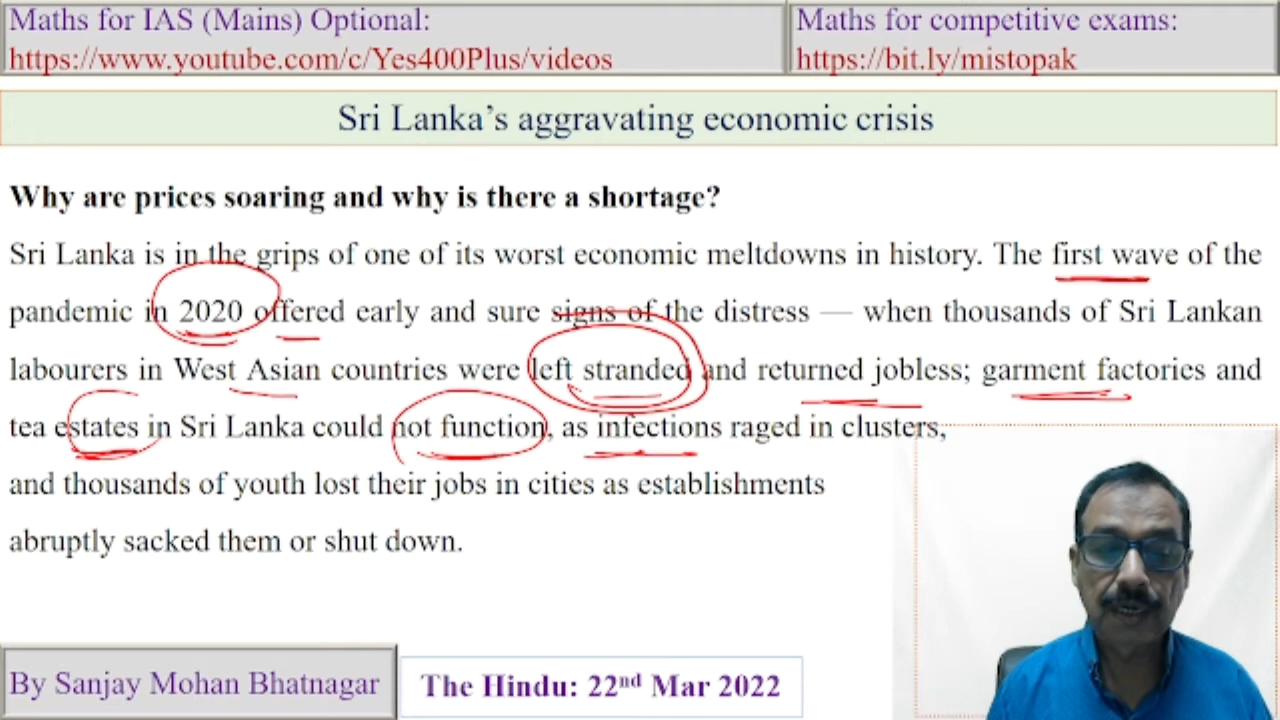 Maths for IAS (Mains) Optional:
https://www.youtube.com/c/Yes400Plus/videos
Maths for competitive exams:
https://bit.ly/mistopak
Sri Lanka’s aggravating economic crisis
Why are prices soaring and why is there a shortage?
Sri Lanka is in the grips of one of its worst economic meltdowns in history. The first wave of the
pandemic in 2020 offered early and sure signs of the distress — when thousands of Sri Lankan
labourers in West Asian countries were left stranded and returned jobless; garment factories and
tea estates in Sri Lanka could not function, as infections raged in clusters,
and thousands of youth lost their jobs in cities as establishments
abruptly sacked them or shut down.
By Sanjay Mohan Bhatnagar
The Hindu: 22nd Mar 2022